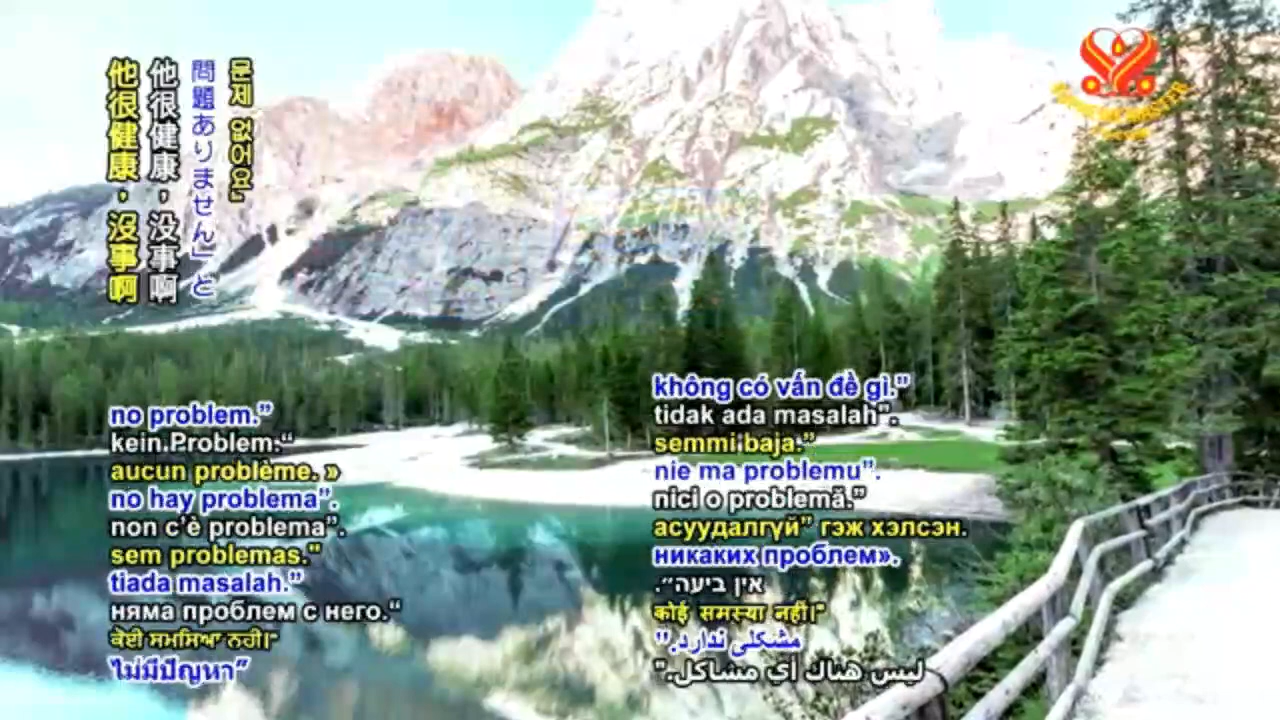 他很健康，沒事啊
他很健康，没事啊
問題ありません」と
문제 없어요."
no problem.”
kein Problem.“
aucun problème. »
no hay problema”.
non c’è problema”.
sem problemas."
tiada masalah.”
няма проблем с него.“
ਕੋਈ ਸਮਸਿਆ ਨਹੀ।”
ไม่มีปัญหา”
không có vấn đề gì.”
tidak ada masalah”.
semmi baja.”
nie ma problemu”.
nici o problemă.”
асуудалгүй” гэж хэлсэн.
никаких проблем».
אין ביעה״.
कोई समस्या नहीं।”
مشکلی ندارد."
ليس هناك أي مشاكل."